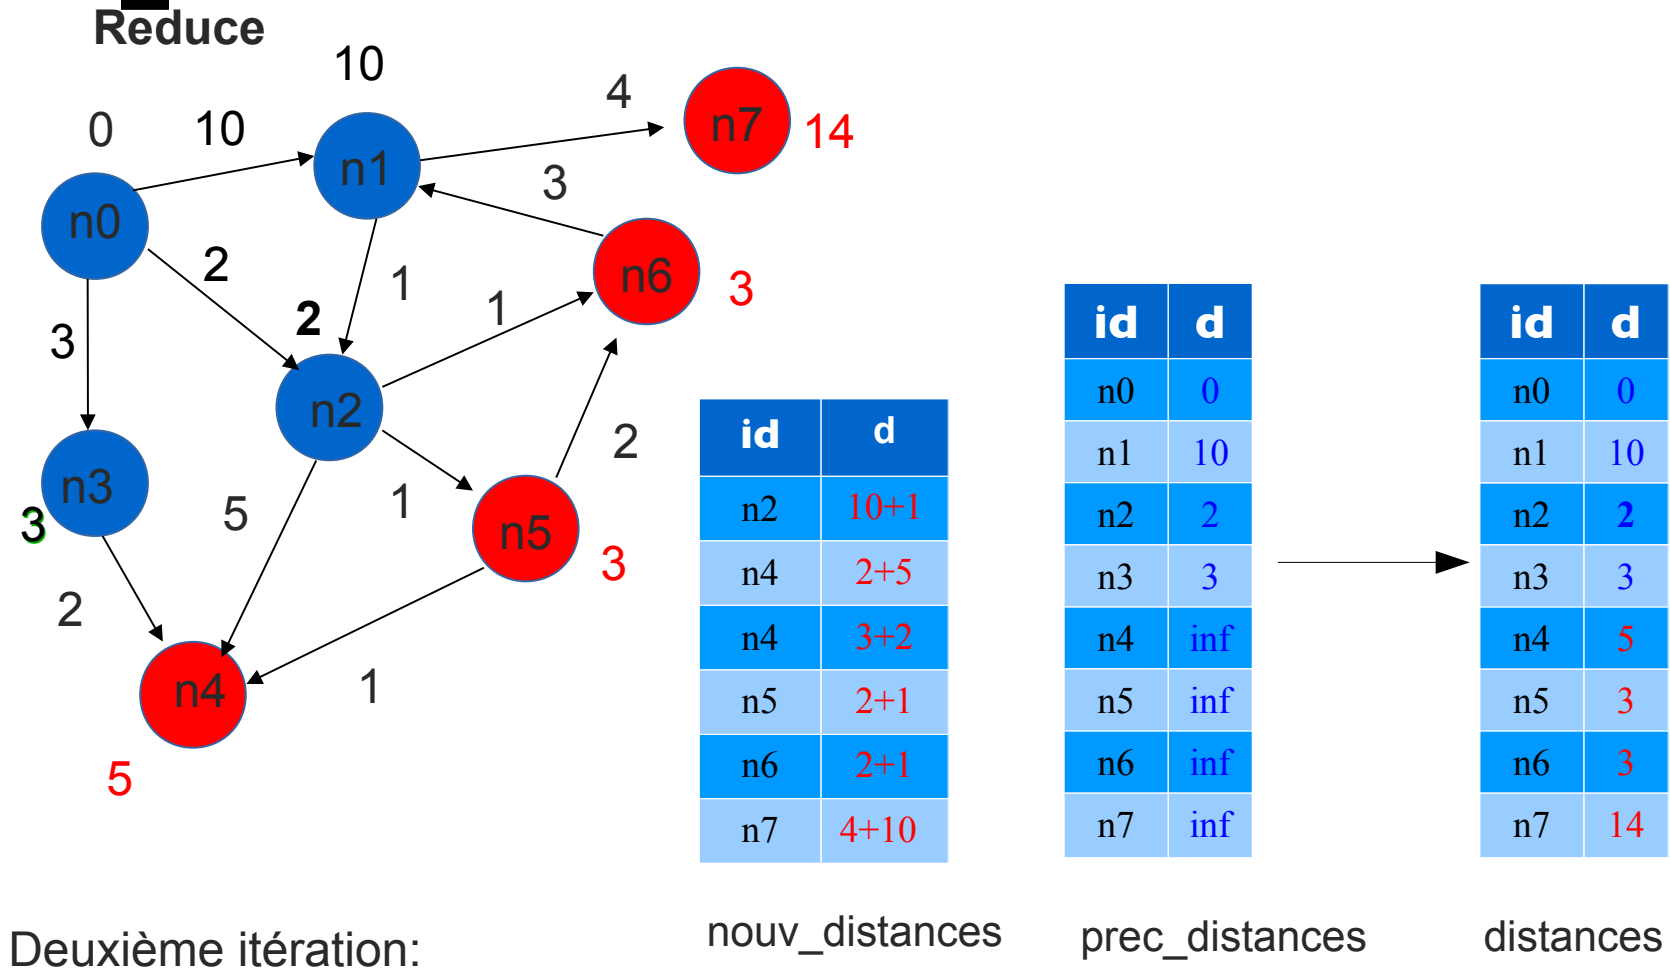 Reduce
10
0
10
4
n7
14
n1
3
n0
2
1
n6
3
1
2
3
n2
2
n3
3
5
1
n5
3
2
1
n4
5
id d
n2 10+1
n4 2+5
n4 3+2
n5 2+1
n6 2+1
n7 4+10
nouv_distances
id d
n0 0
n1 10
n2 2
n3 3
n4 inf
n5 inf
n6 inf
n7 inf
prec_distances
id d
n0 0
n1 10
n2 2
n3 3
n4 5
n5 3
n6 3
n7 14
distances
Deuxième itération: